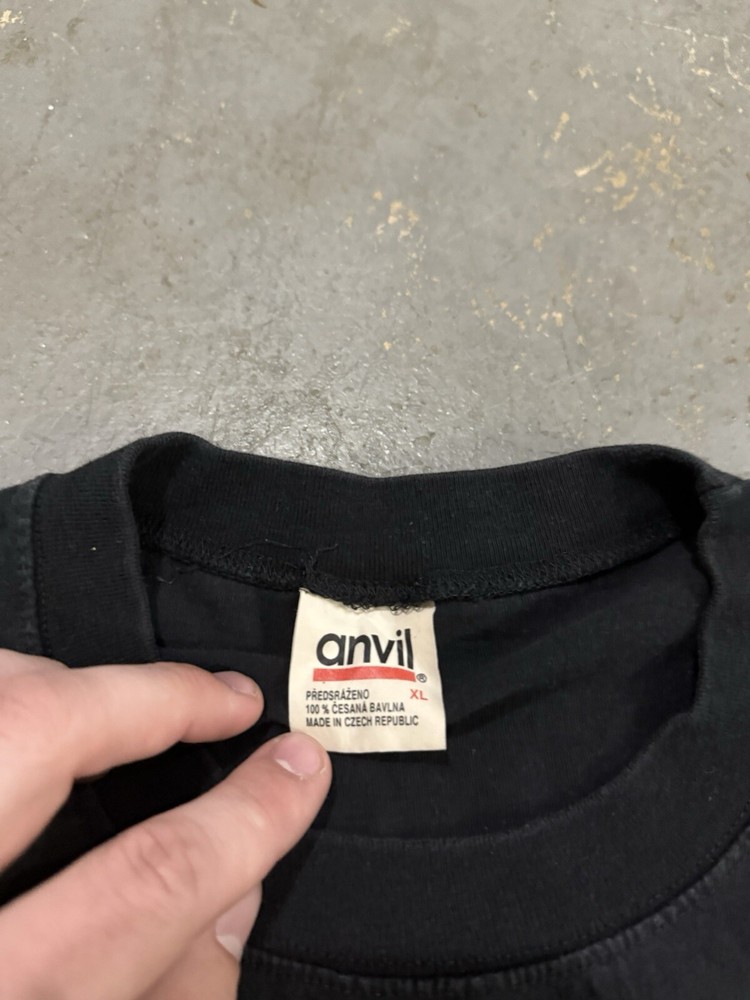 anvil®
PŘEDSRÁŽENO XL
100 % ČESANÁ BAVLNA
MADE IN CZECH REPUBLIC